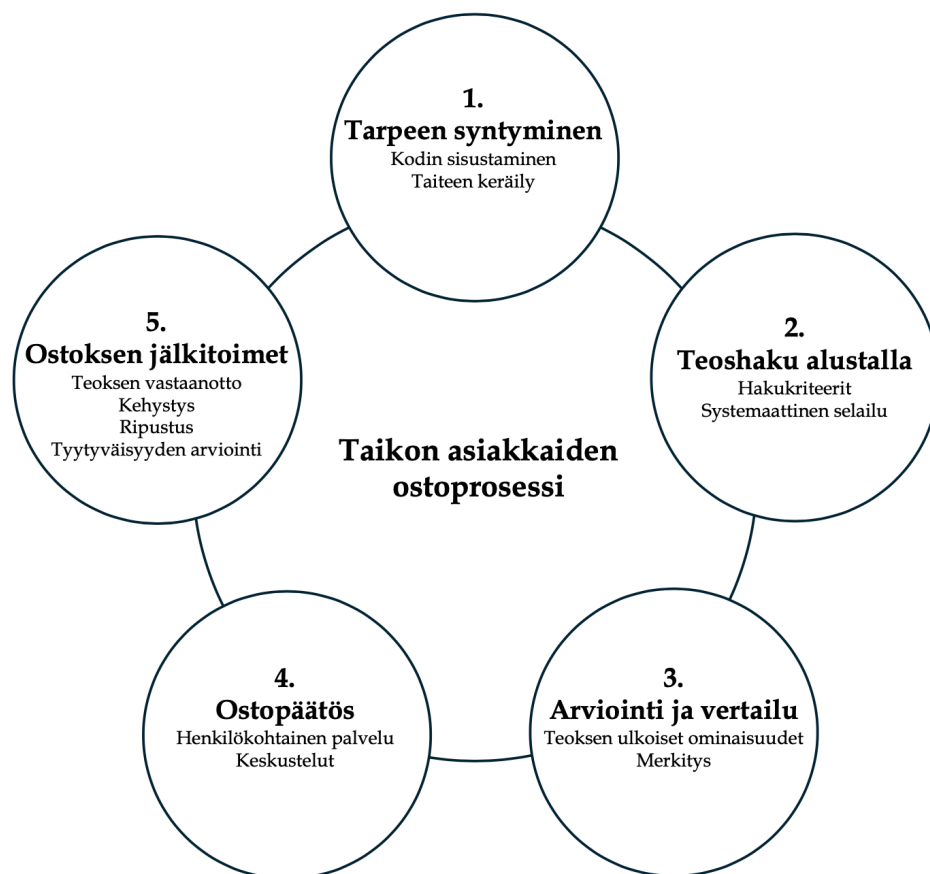 1.
Tarpeen syntyminen
Kodin sisustaminen
Taiteen keräily
2.
Teoshaku alustalla
Hakukriteerit
Systemaattinen selailu
3.
Arviointi ja vertailu
Teoksen ulkoiset ominaisuudet
Merkitys
4.
Ostopäätös
Henkilökohtainen palvelu
Keskustelut
5.
Ostoksen jälkitoimet
Teoksen vastaanotto
Kehystys
Ripustus
Tyytyväisyyden arviointi
Taikon asiakkaiden
ostoprosessi